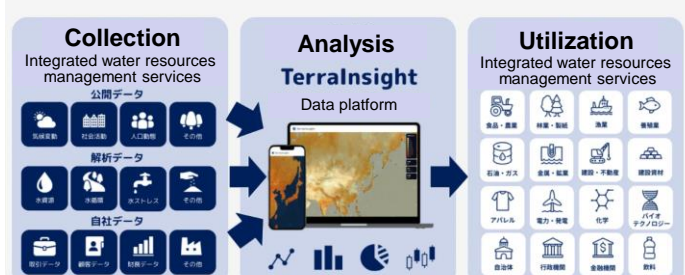 Collection
Integrated water resources
management services
公開データ
気候変動
社会活動
人口動態
その他
解析データ
水資源
水循環
水ストレス
その他
自社データ
取引データ
顧客データ
財務データ
その他
Analysis
TerraInsight
Data platform
Utilization
Integrated water resources
management services
食品・農業
林業・製紙
漁業
養殖業
石油・ガス
金属・鉱業
建設・不動産
建設資材
アパレル
電力・発電
化学
バイオ
テクノロジー
自治体
行政機関
金融機関
飲料